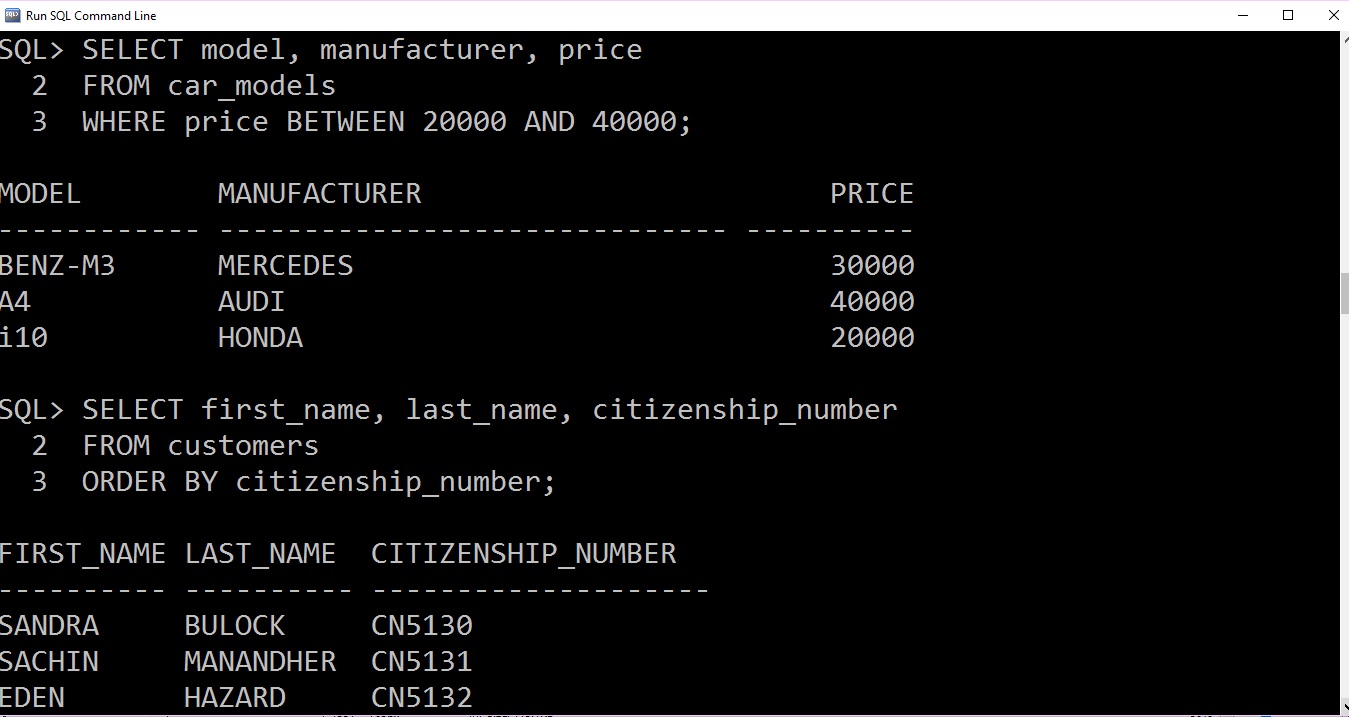 Run SQL Command Line
SQL> SELECT model, manufacturer, price
2 FROM car_models
3 WHERE price BETWEEN 20000 AND 40000;
MODEL MANUFACTURER PRICE
------------ ------------------------------ ----------
BENZ-M3 MERCEDES 30000
A4 AUDI 40000
i10 HONDA 20000
SQL> SELECT first_name, last_name, citizenship_number
2 FROM customers
3 ORDER BY citizenship_number;
FIRST_NAME LAST_NAME CITIZENSHIP_NUMBER
---------- ---------- --------------------
SANDRA BULOCK CN5130
SACHIN MANANDHER CN5131
EDEN HAZARD CN5132